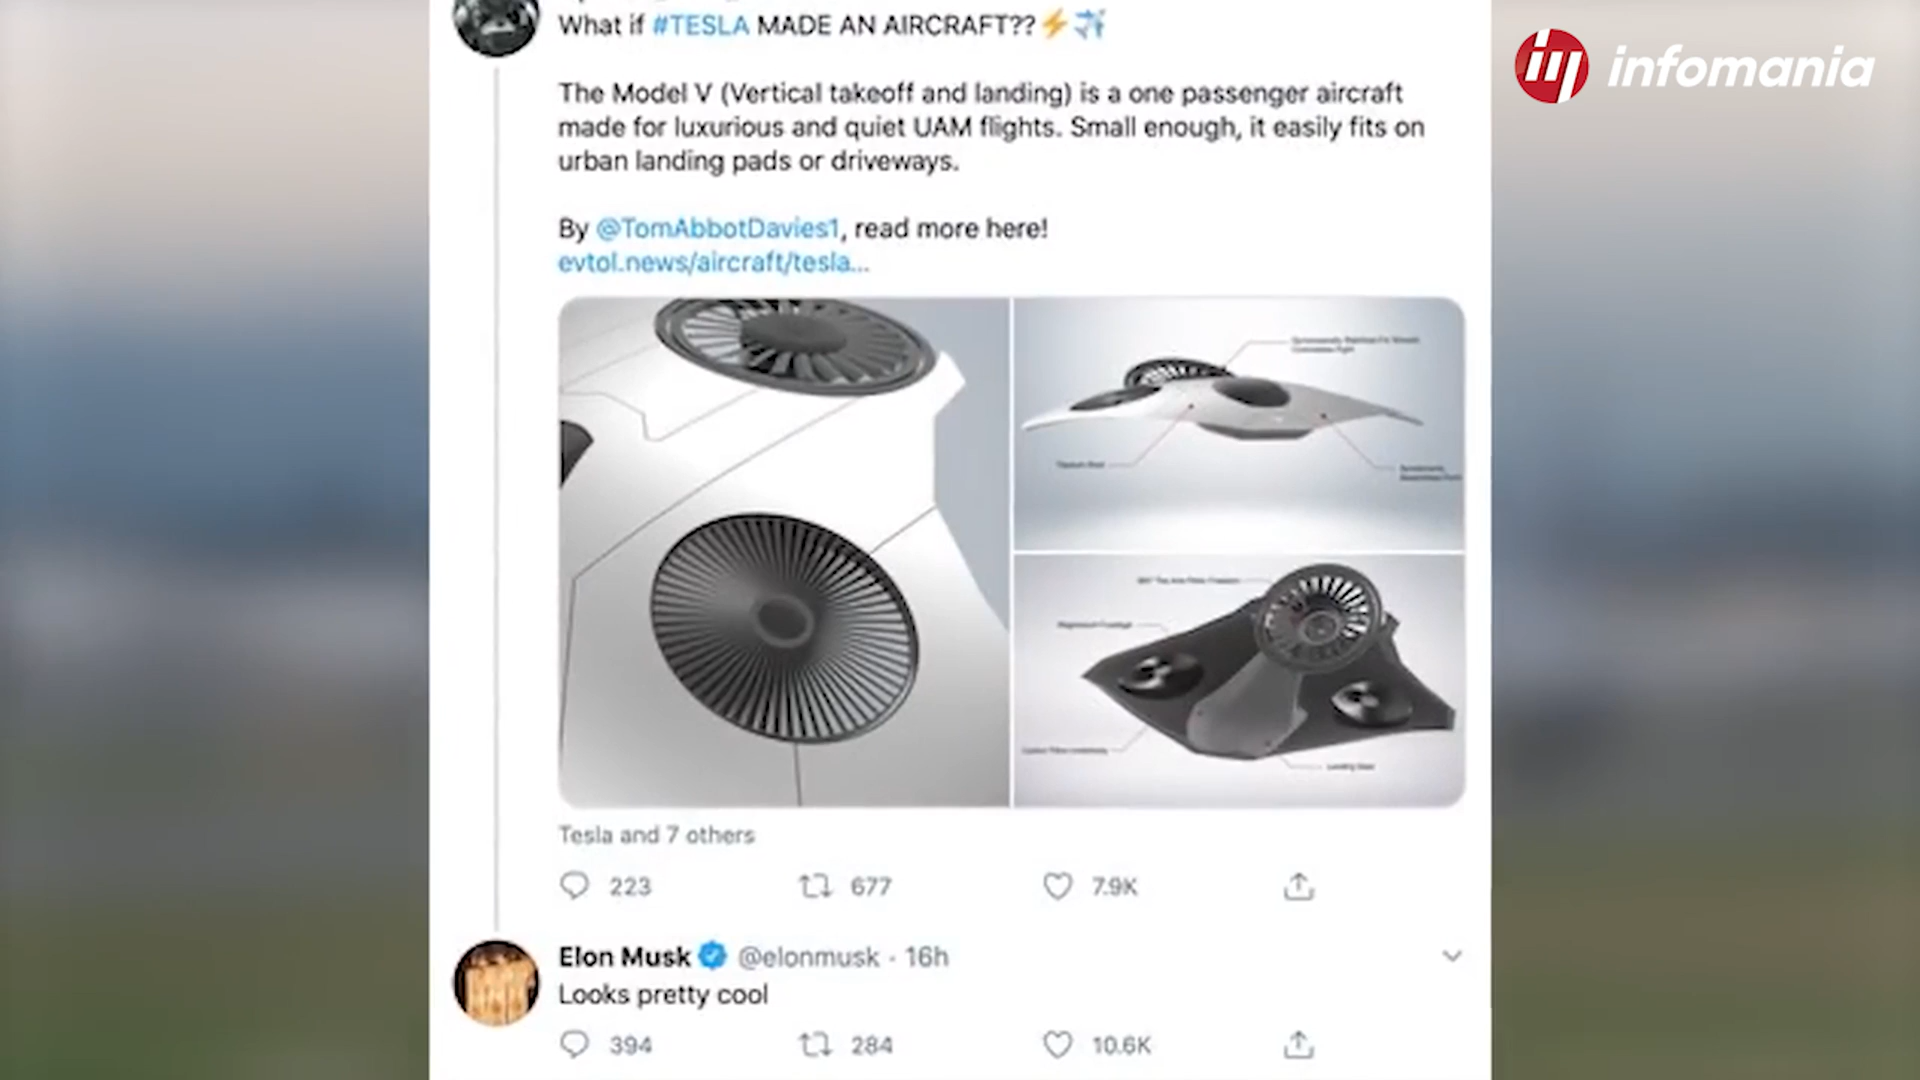 What if #TESLA MADE AN AIRCRAFT??⚡✈️
infomania
The Model V (Vertical takeoff and landing) is a one passenger aircraft
made for luxurious and quiet UAM flights. Small enough, it easily fits on
urban landing pads or driveways.
By @TomAbbotDavies1, read more here!
evtol.news/aircraft/tesla...
Landing Gear
Tesla and 7 others
223 677 7.9K
Elon Musk @elonmusk · 16h
Looks pretty cool
394 284 10.6K